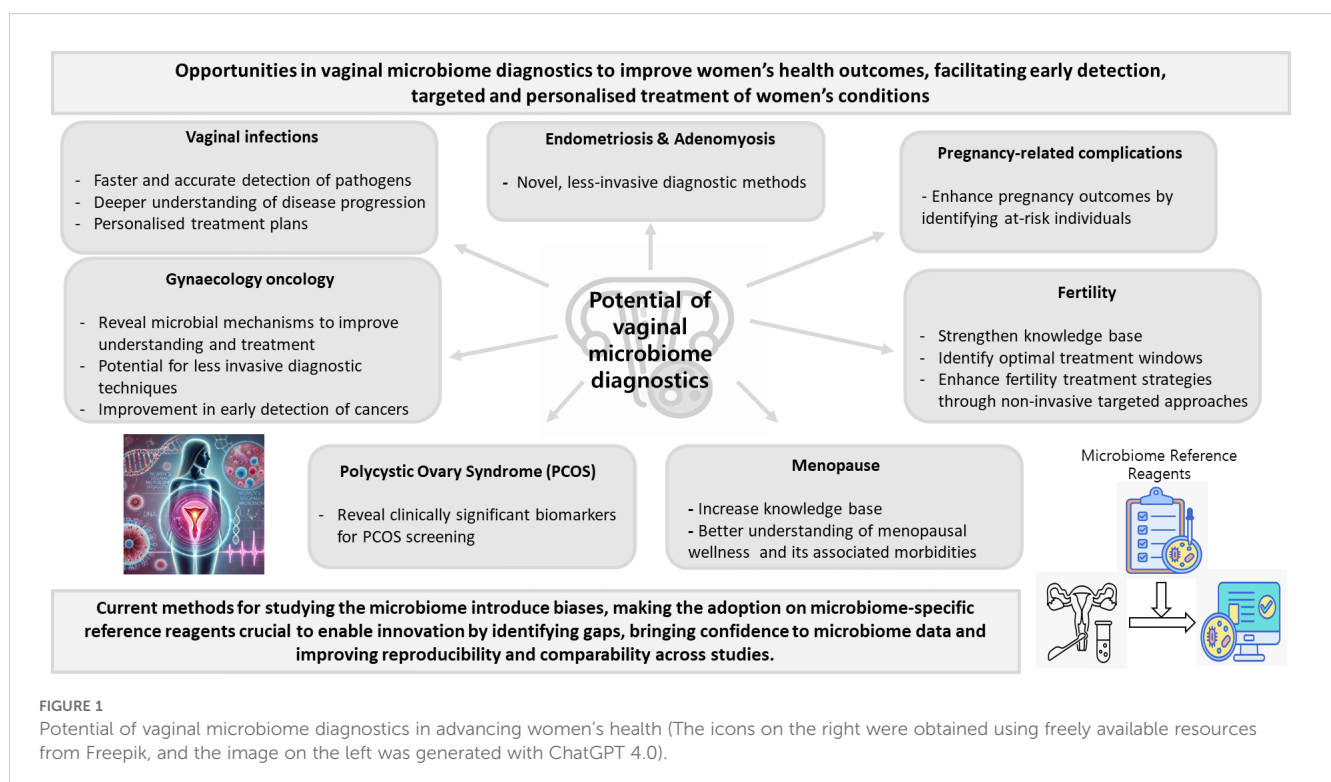 Opportunities in vaginal microbiome diagnostics to improve women's health outcomes, facilitating early detection,
targeted and personalised treatment of women's conditions
Vaginal infections
- Faster and accurate detection of pathogens
- Deeper understanding of disease progression
- Personalised treatment plans
Endometriosis & Adenomyosis
- Novel, less-invasive diagnostic methods
Pregnancy-related complications
- Enhance pregnancy outcomes by
identifying at-risk individuals
Gynaecology oncology
- Reveal microbial mechanisms to improve
understanding and treatment
- Potential for less invasive diagnostic
techniques
- Improvement in early detection of cancers
Potential of
vaginal
microbiome
diagnostics
Fertility
- Strengthen knowledge base
- Identify optimal treatment windows
- Enhance fertility treatment strategies
through non-invasive targeted approaches
Polycystic Ovary Syndrome (PCOS)
- Reveal clinically significant biomarkers
for PCOS screening
Menopause
- Increase knowledge base
- Better understanding of menopausal
wellness and its associated morbidities
Microbiome Reference
Reagents
Current methods for studying the microbiome introduce biases, making the adoption on microbiome-specific
reference reagents crucial to enable innovation by identifying gaps, bringing confidence to microbiome data and
improving reproducibility and comparability across studies.
FIGURE 1
Potential of vaginal microbiome diagnostics in advancing women's health (The icons on the right were obtained using freely available resources
from Freepik, and the image on the left was generated with ChatGPT 4.0).